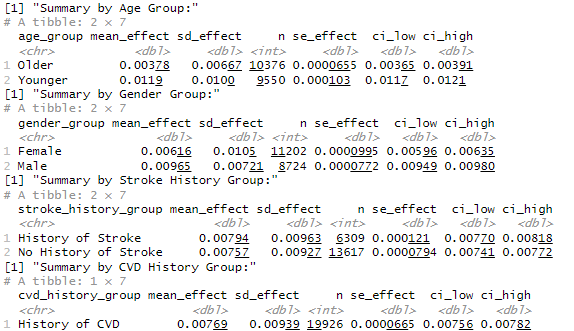 [1] "Summary by Age Group:"
# A tibble: 2 × 7
age_group mean_effect sd_effect n se_effect ci_low ci_high
<chr> <dbl> <dbl> <int> <dbl> <dbl> <dbl>
1 Older 0.00378 0.00667 10376 0.0000655 0.00365 0.00391
2 Younger 0.0119 0.0100 9550 0.000103 0.0117 0.0121
[1] "Summary by Gender Group:"
# A tibble: 2 × 7
gender_group mean_effect sd_effect n se_effect ci_low ci_high
<chr> <dbl> <dbl> <int> <dbl> <dbl> <dbl>
1 Female 0.00616 0.0105 11202 0.0000995 0.00596 0.00635
2 Male 0.00965 0.00721 8724 0.0000772 0.00949 0.00980
[1] "Summary by Stroke History Group:"
# A tibble: 2 × 7
stroke_history_group mean_effect sd_effect n se_effect ci_low ci_high
<chr> <dbl> <dbl> <int> <dbl> <dbl> <dbl>
1 History of Stroke 0.00794 0.00963 6309 0.000121 0.00770 0.00818
2 No History of Stroke 0.00757 0.00927 13617 0.0000794 0.00741 0.00772
[1] "Summary by CVD History Group:"
# A tibble: 1 × 7
cvd_history_group mean_effect sd_effect n se_effect ci_low ci_high
<chr> <dbl> <dbl> <int> <dbl> <dbl> <dbl>
1 History of CVD 0.00769 0.00939 19926 0.0000665 0.00756 0.00782